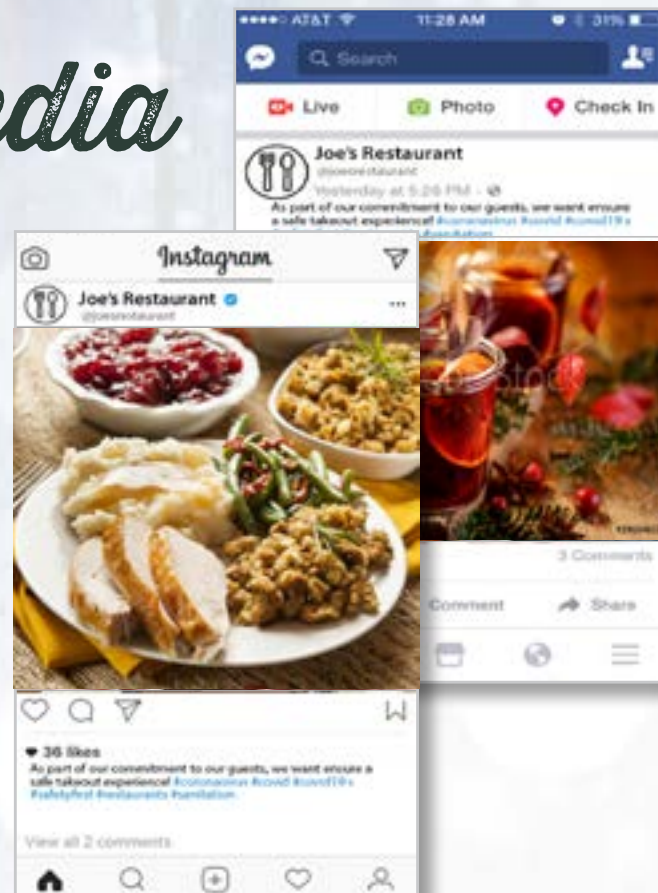 edia
AT&T 11:28 AM 31%
Search
Live Photo Check In
Joe's Restaurant
@joesrestaurant
Yesterday at 5:26 PM
As part of our commitment to our guests, we want ensure
a safe takeout experience! #coronavirus #covid
3 Comments
Comment Share
Instagram
Joe's Restaurant
@joesrestaurant
36 likes
As part of our commitment to our guests, we want ensure a
safe takeout experience! #coronavirus #covid
#safetyfirst #restaurants #sanitation
View all 2 comments